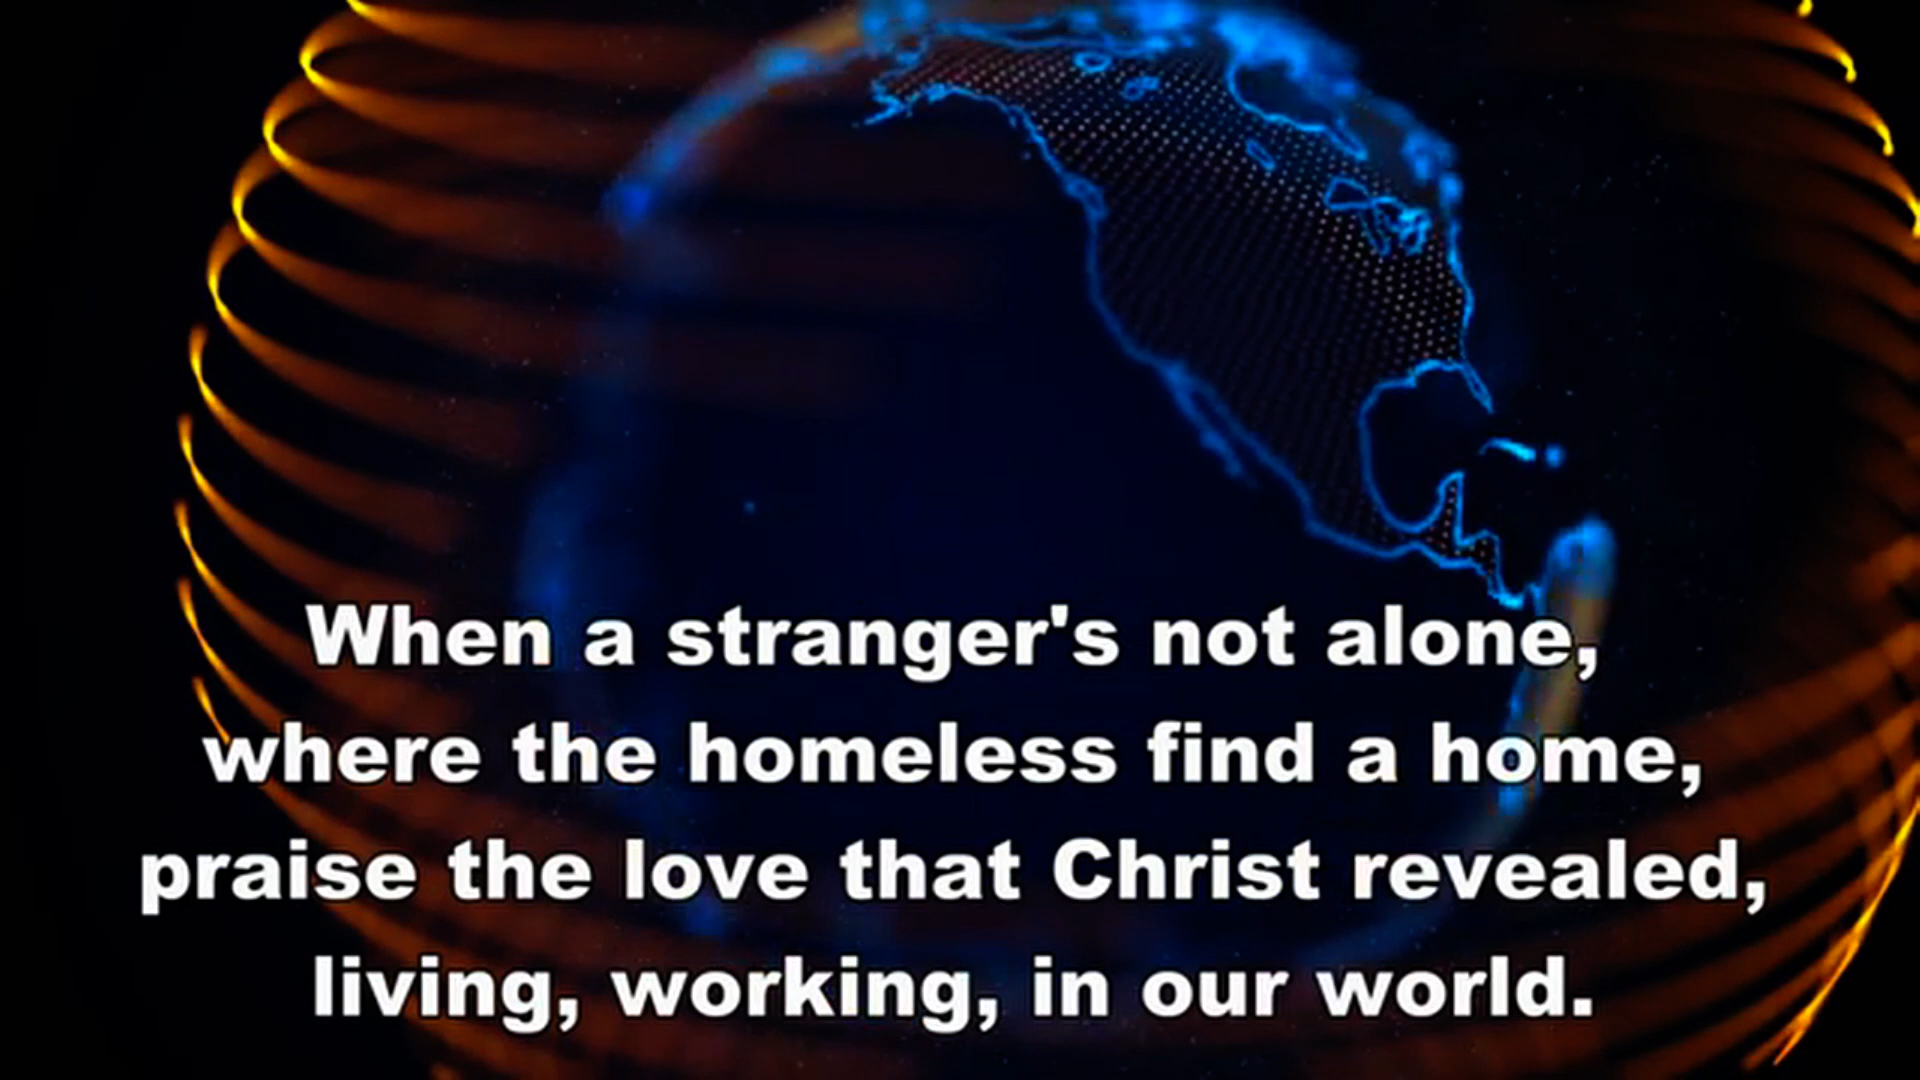 When a stranger's not alone,
where the homeless find a home,
praise the love that Christ revealed,
living, working, in our world.